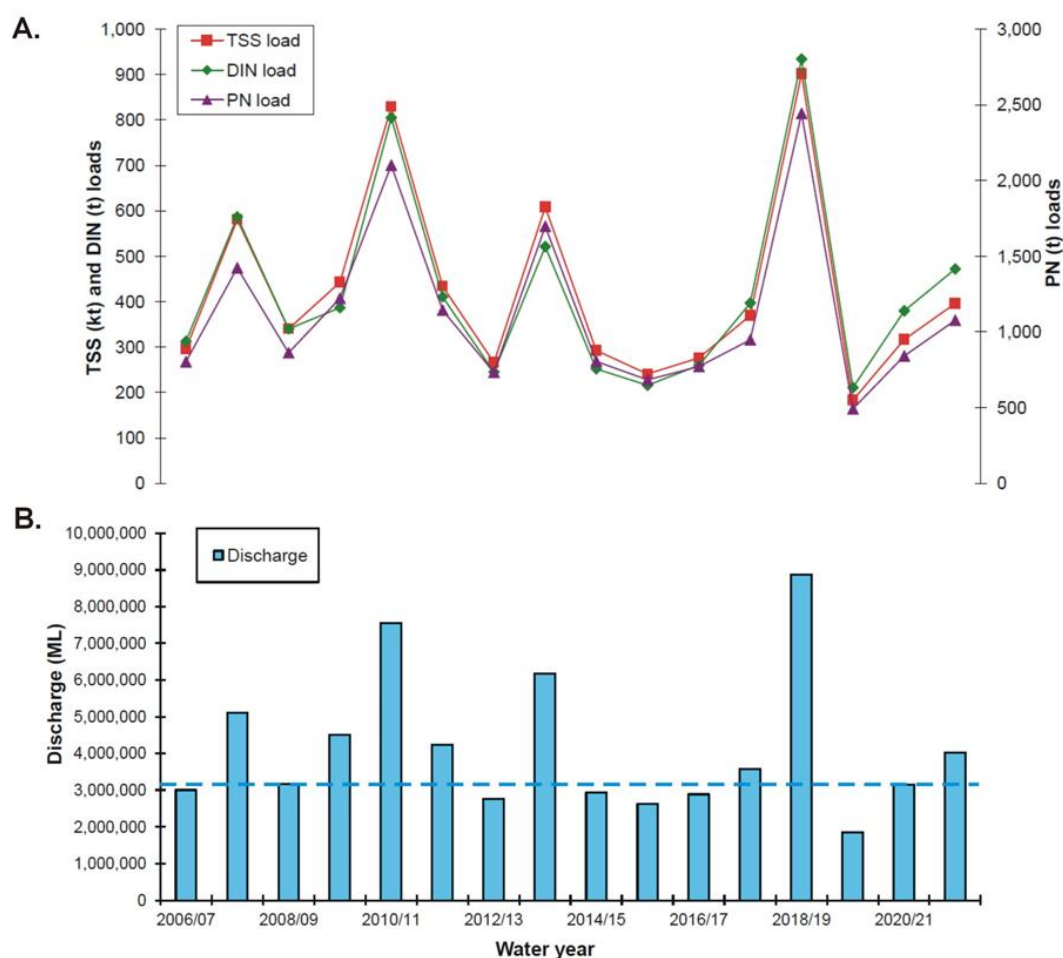 A.
TSS load
DIN load
PN load
TSS (kt) and DIN (t) loads
1,000
900
800
700
600
500
400
300
200
100
0
PN (t) loads
3,000
2,500
2,000
1,500
1,000
500
0
B.
Discharge
Discharge (ML)
10,000,000
9,000,000
8,000,000
7,000,000
6,000,000
5,000,000
4,000,000
3,000,000
2,000,000
1,000,000
0
2006/07 2008/09 2010/11 2012/13 2014/15 2016/17 2018/19 2020/21
Water year